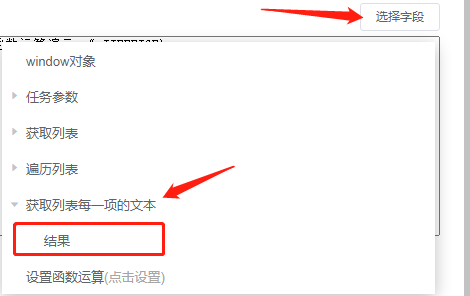 选择字段
window对象
任务参数
获取列表
遍历列表
获取列表每一项的文本
结果
设置函数运算(点击设置)